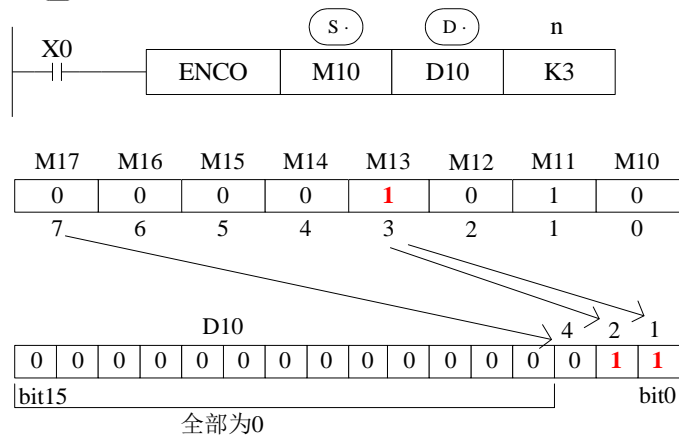 S· D· n
X0
ENCO M10 D10 K3
M17 M16 M15 M14 M13 M12 M11 M10
0 0 0 0 1 0 1 0
7 6 5 4 3 2 1 0
D10 4 2 1
0 0 0 0 0 0 0 0 0 0 0 0 0 0 1 1
bit15 bit0
全部为0